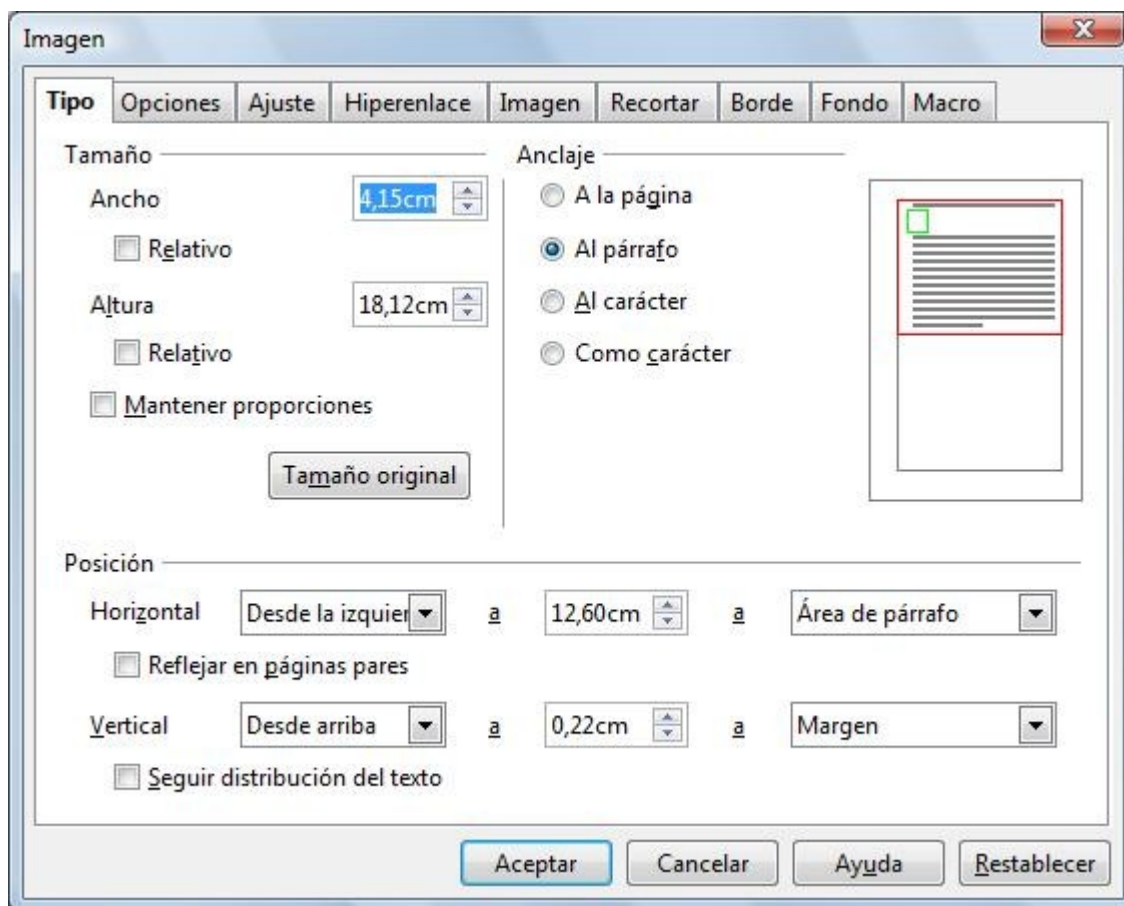 Imagen
Tipo Opciones Ajuste Hiperenlace Imagen Recortar Borde Fondo Macro
Tamaño Anclaje
Ancho 4,15cm A la página
Relativo Al párrafo
Altura 18,12cm Al carácter
Relativo Como carácter
Mantener proporciones
Tamaño original
Posición
Horizontal Desde la izquier a 12,60cm a Área de párrafo
Reflejar en páginas pares
Vertical Desde arriba a 0,22cm a Margen
Seguir distribución del texto
Aceptar Cancelar Ayuda Restablecer